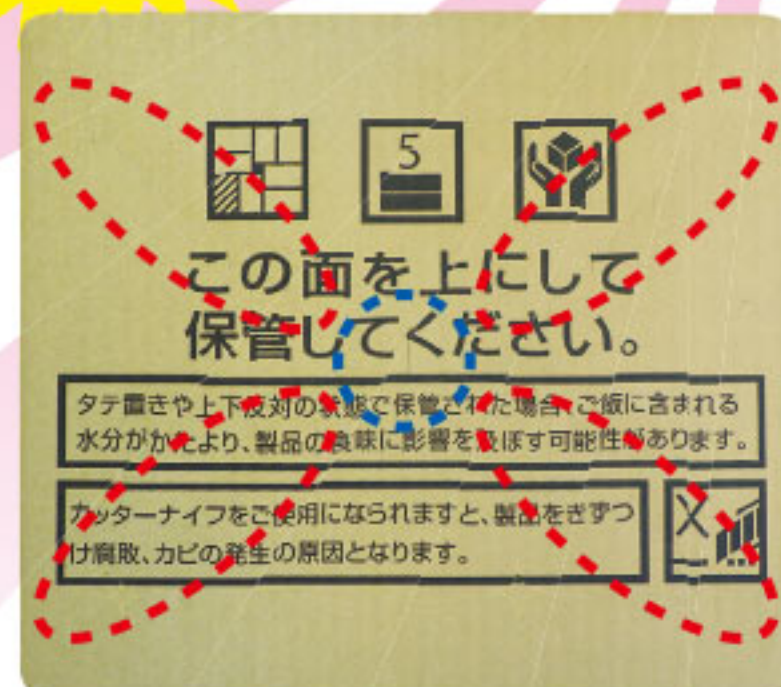 5
この面を上にして
保管してください。
タテ置きや上下反対の状態で保管された場合、ご飯に含まれる
水分がかたより、製品の食味に影響を及ぼす可能性があります。
カッターナイフをご使用になられますと、製品をきずつ
け腐敗、カビの発生の原因となります。